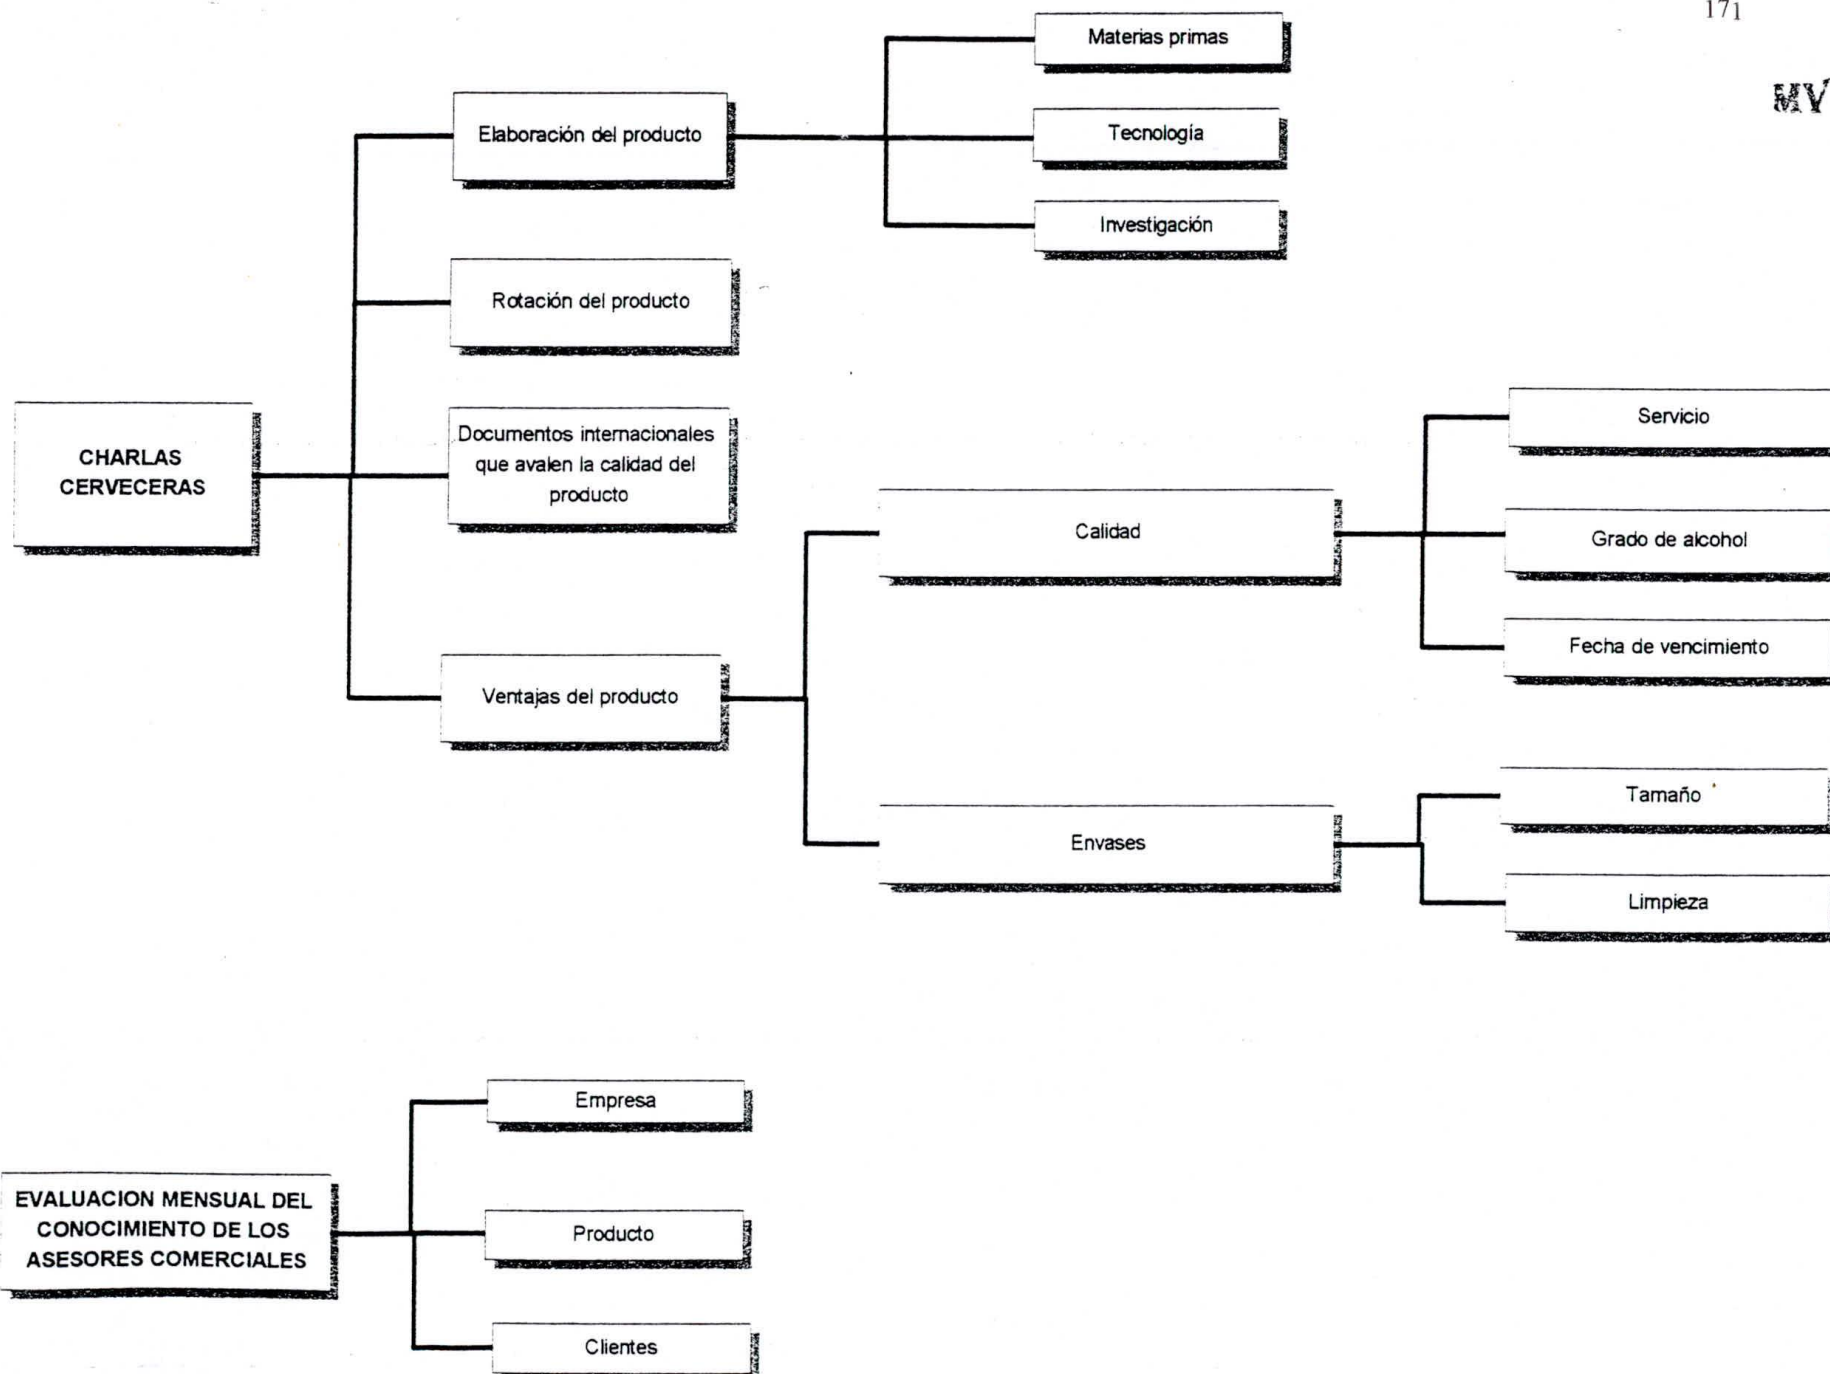 171
MV
Materias primas
Elaboración del producto
Tecnología
Investigación
Rotación del producto
CHARLAS
CERVECERAS
Documentos internacionales
que avalen la calidad del
producto
Servicio
Calidad
Grado de alcohol
Fecha de vencimiento
Ventajas del producto
Tamaño
Envases
Limpieza
EVALUACION MENSUAL DEL
CONOCIMIENTO DE LOS
ASESORES COMERCIALES
Empresa
Producto
Clientes